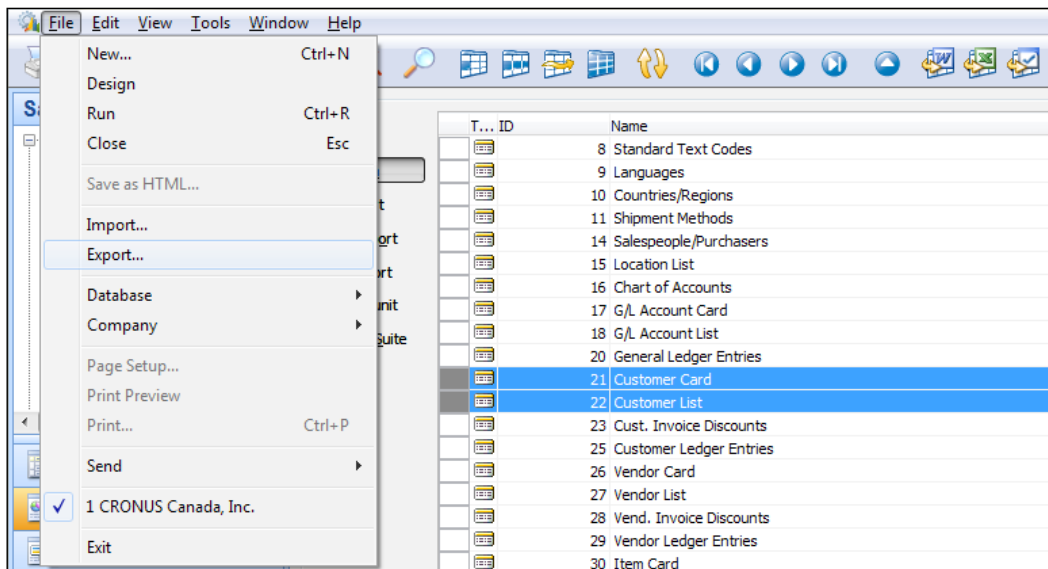 File Edit View Tools Window Help
New... Ctrl+N
Design
Run Ctrl+R
Close Esc
Save as HTML...
Import...
Export...
Database
Company
Page Setup...
Print Preview
Print... Ctrl+P
Send
1 CRONUS Canada, Inc.
Exit
T... ID Name
8 Standard Text Codes
9 Languages
10 Countries/Regions
11 Shipment Methods
14 Salespeople/Purchasers
15 Location List
16 Chart of Accounts
17 G/L Account Card
18 G/L Account List
20 General Ledger Entries
21 Customer Card
22 Customer List
23 Cust. Invoice Discounts
25 Customer Ledger Entries
26 Vendor Card
27 Vendor List
28 Vend. Invoice Discounts
29 Vendor Ledger Entries
30 Item Card
Suite